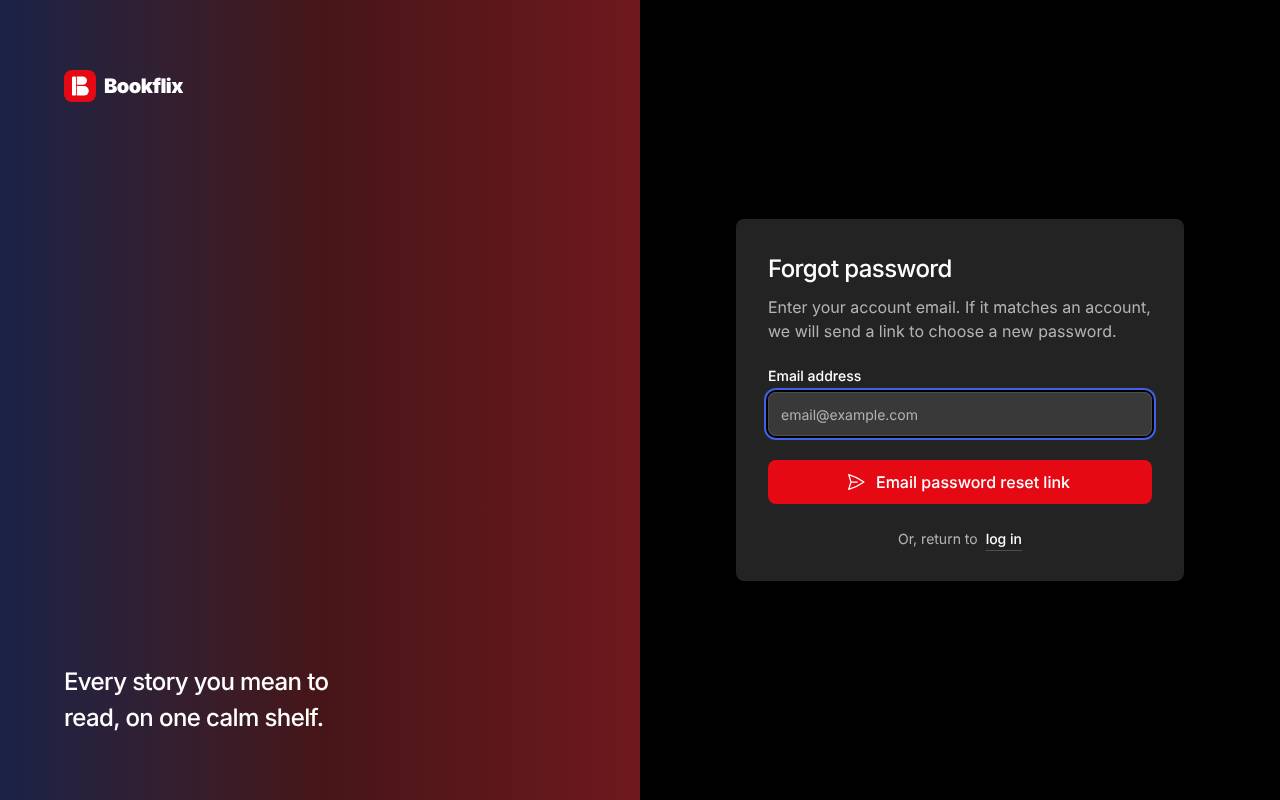 Bookflix
Every story you mean to
read, on one calm shelf.
Forgot password
Enter your account email. If it matches an account,
we will send a link to choose a new password.
Email address
email@example.com
Email password reset link
Or, return to log in